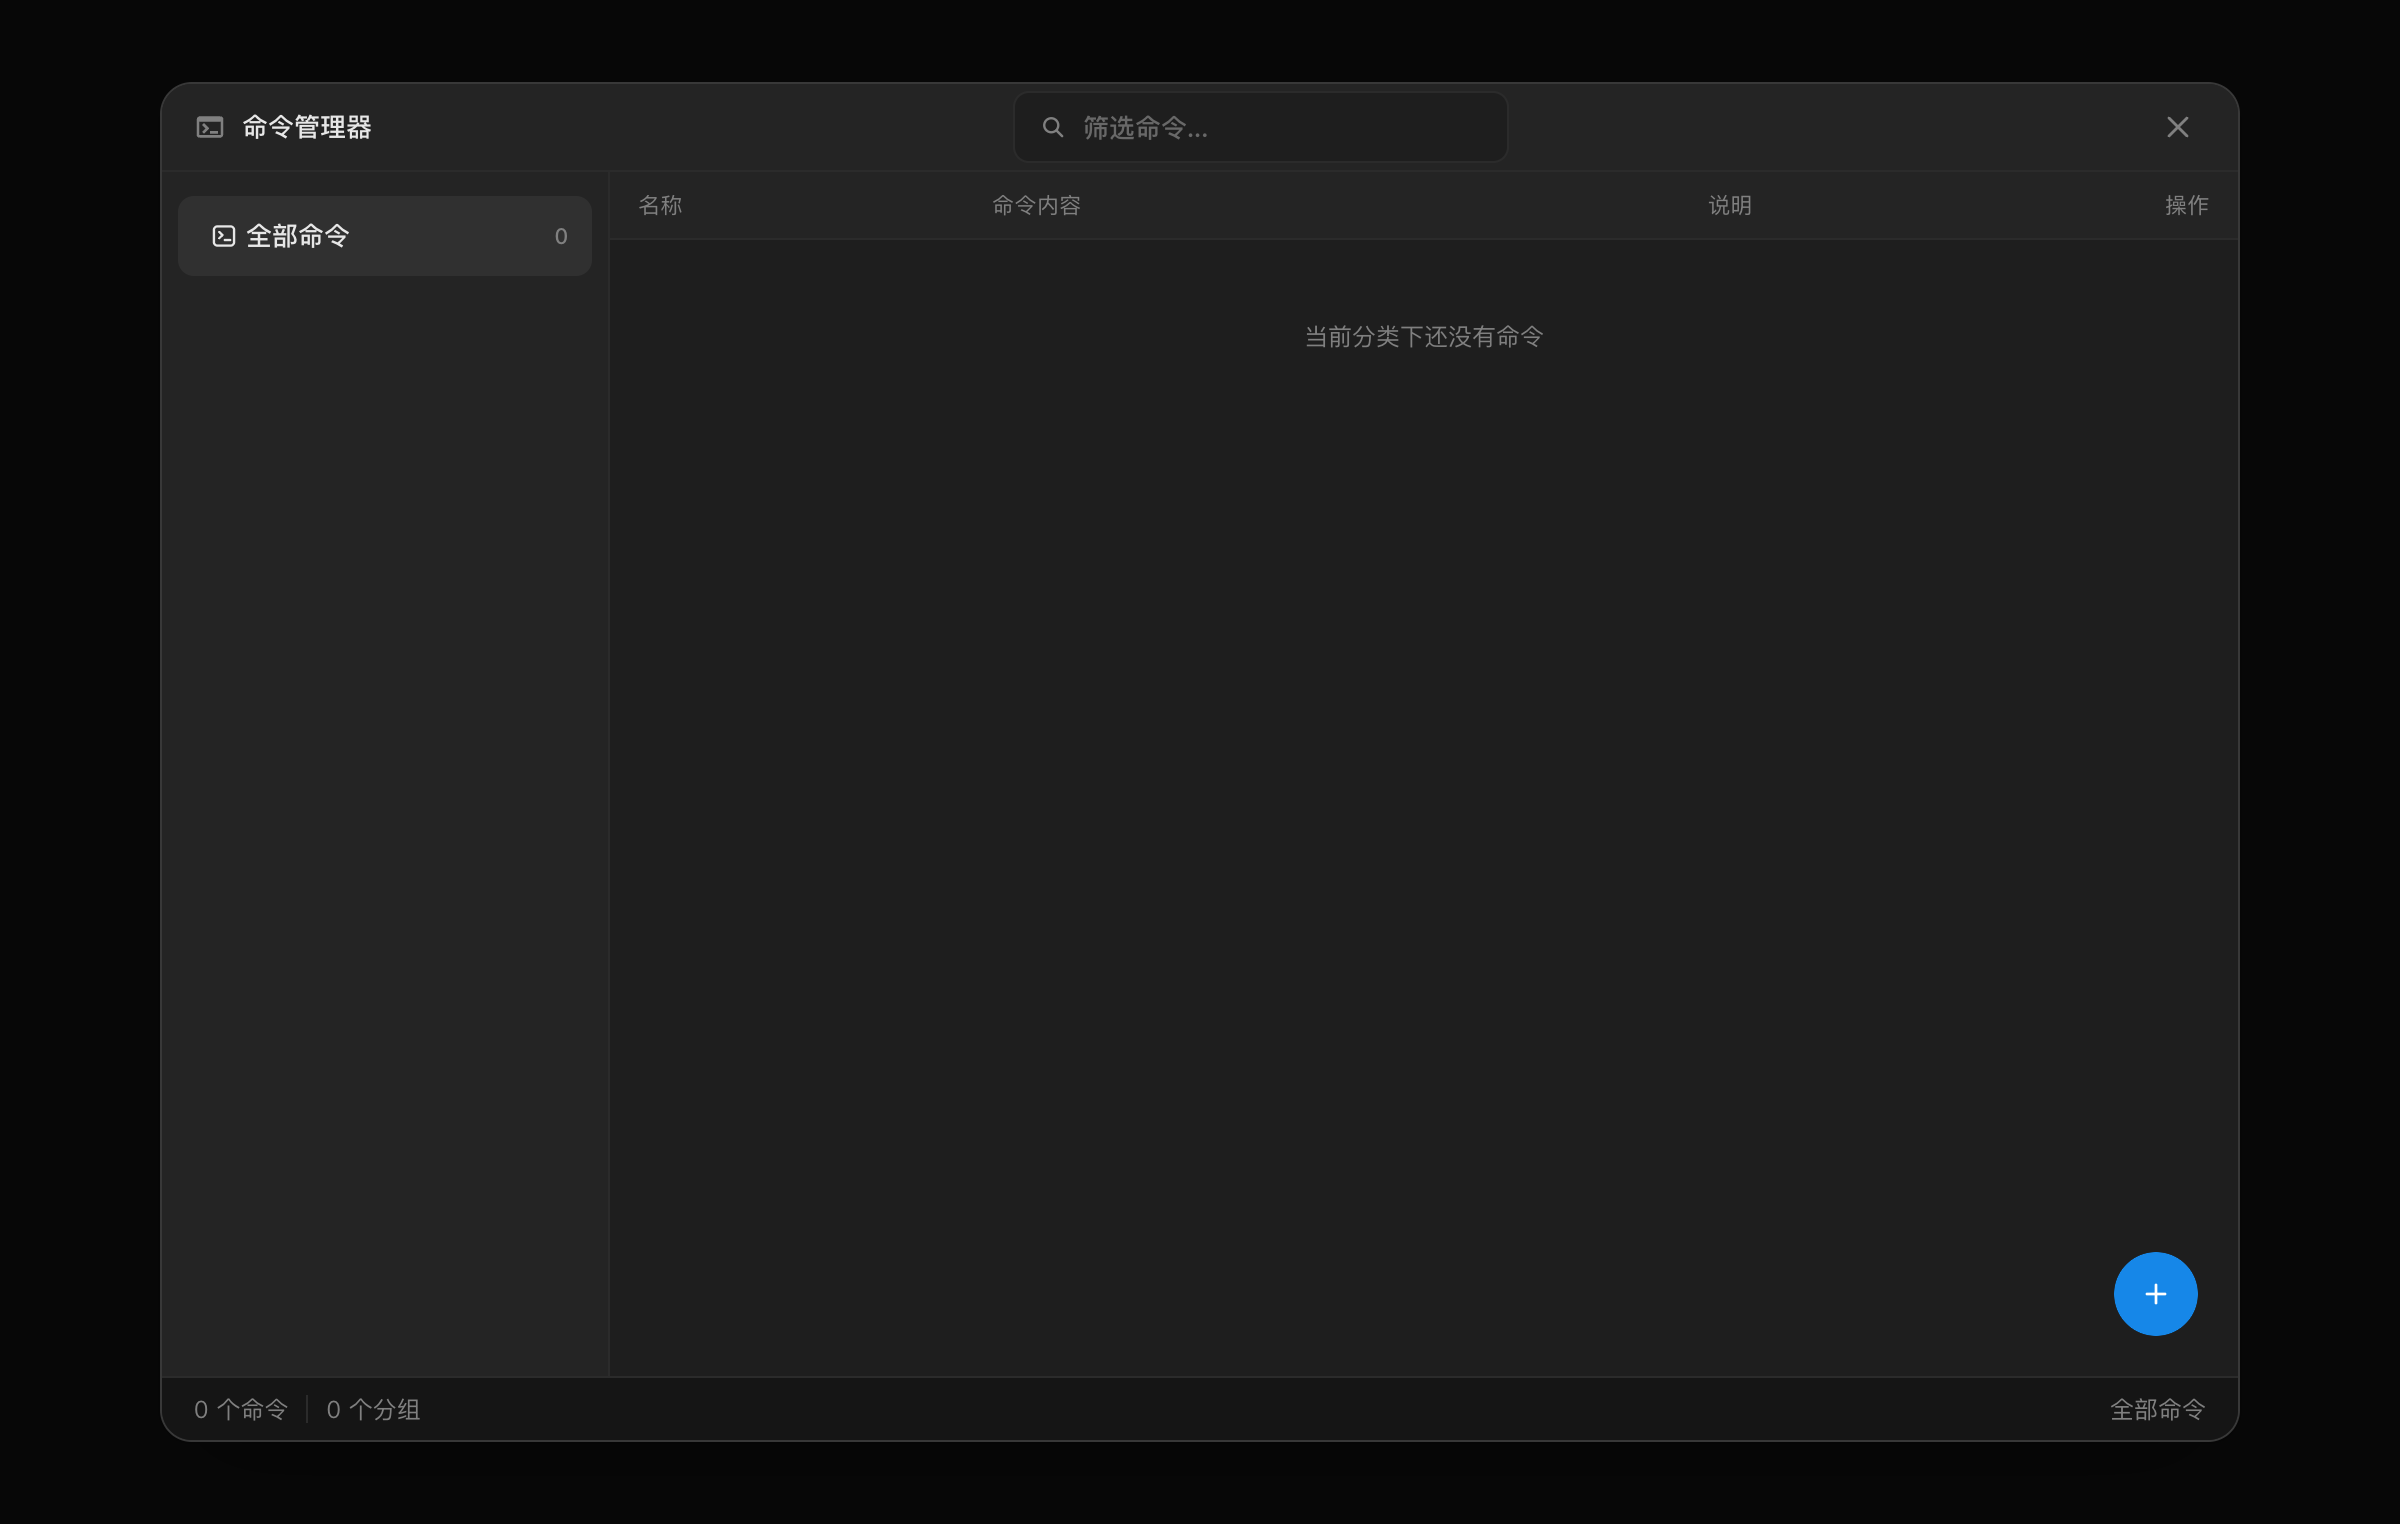 命令管理器
筛选命令...
全部命令 0
名称 命令内容 说明 操作
当前分类下还没有命令
0 个命令 0 个分组 全部命令